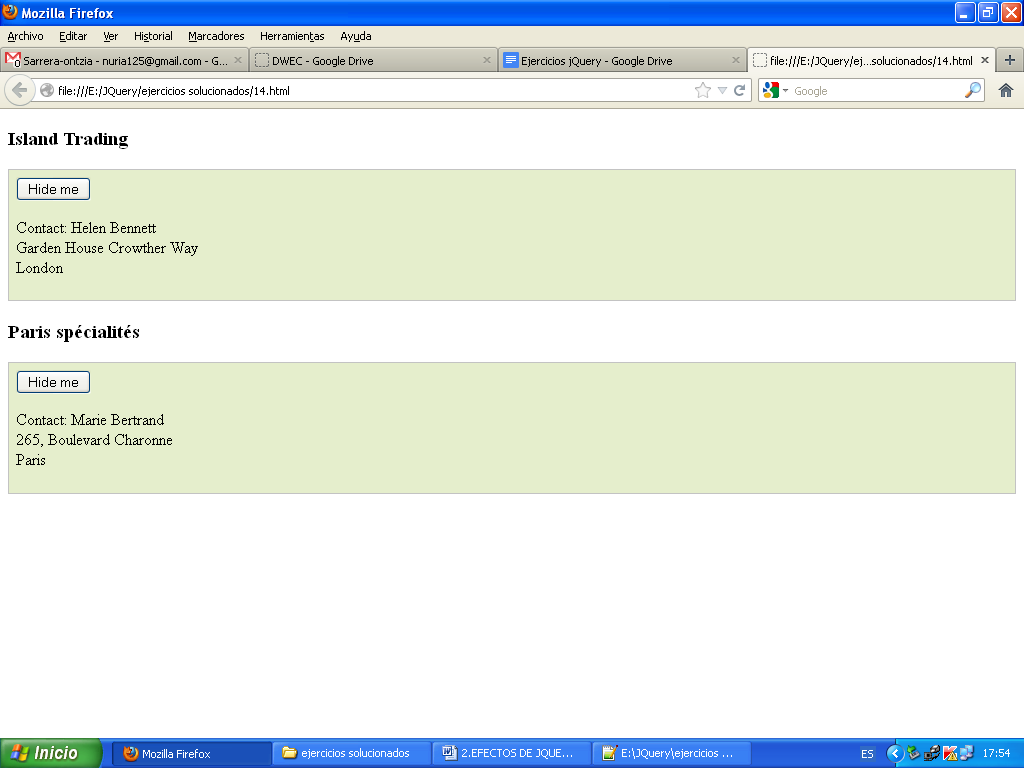 Mozilla Firefox
Archivo Editar Ver Historial Marcadores Herramientas Ayuda
Sarrera-ontzia - nuria125@gmail.com - G... DWEC - Google Drive Ejercicios jQuery - Google Drive file:///E:/JQuery/ej...solucionados/14.html
file:///E:/JQuery/ejercicios solucionados/14.html Google
Island Trading
Hide me
Contact: Helen Bennett
Garden House Crowther Way
London
Paris spécialités
Hide me
Contact: Marie Bertrand
265, Boulevard Charonne
Paris
Inicio Mozilla Firefox ejercicios solucionados 2.EFECTOS DE JQUE... E:\JQuery\ejercicios ... ES 17:54